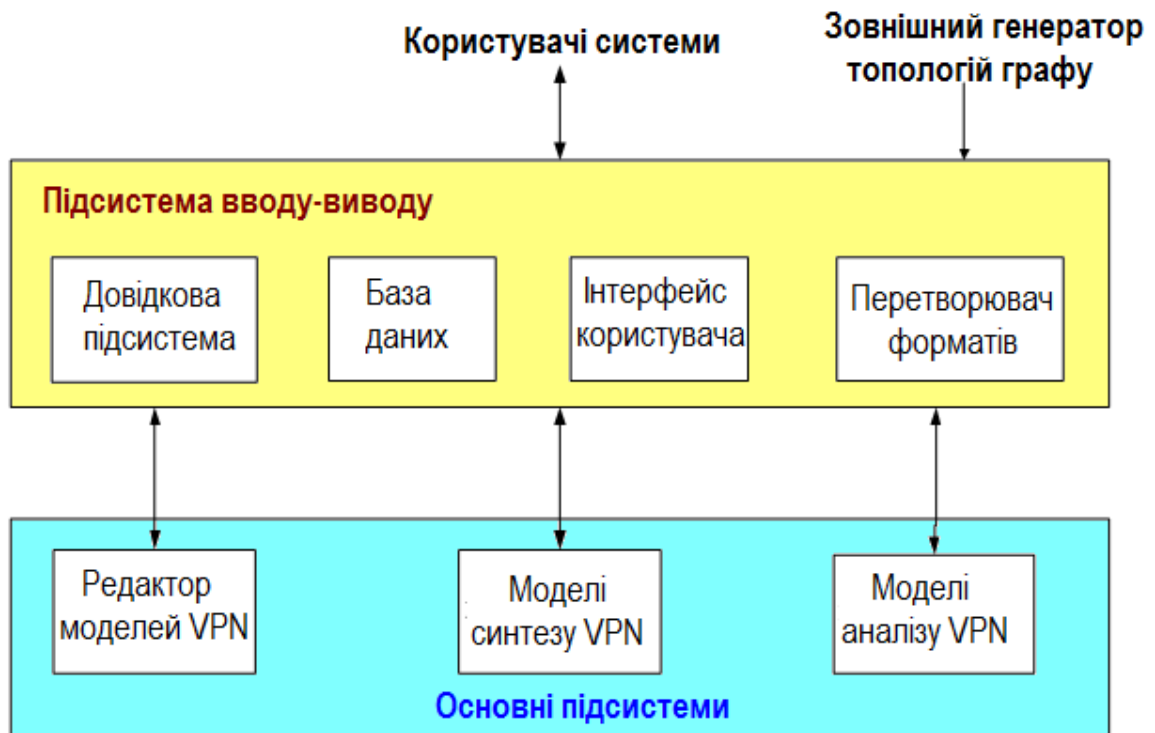 Користувачі системи
Зовнішний генератор
топологій графу
Підсистема вводу-виводу
Довідкова
підсистема
База
даних
Інтерфейс
користувача
Перетворювач
форматів
Редактор
моделей VPN
Моделі
синтезу VPN
Моделі
аналізу VPN
Основні підсистеми